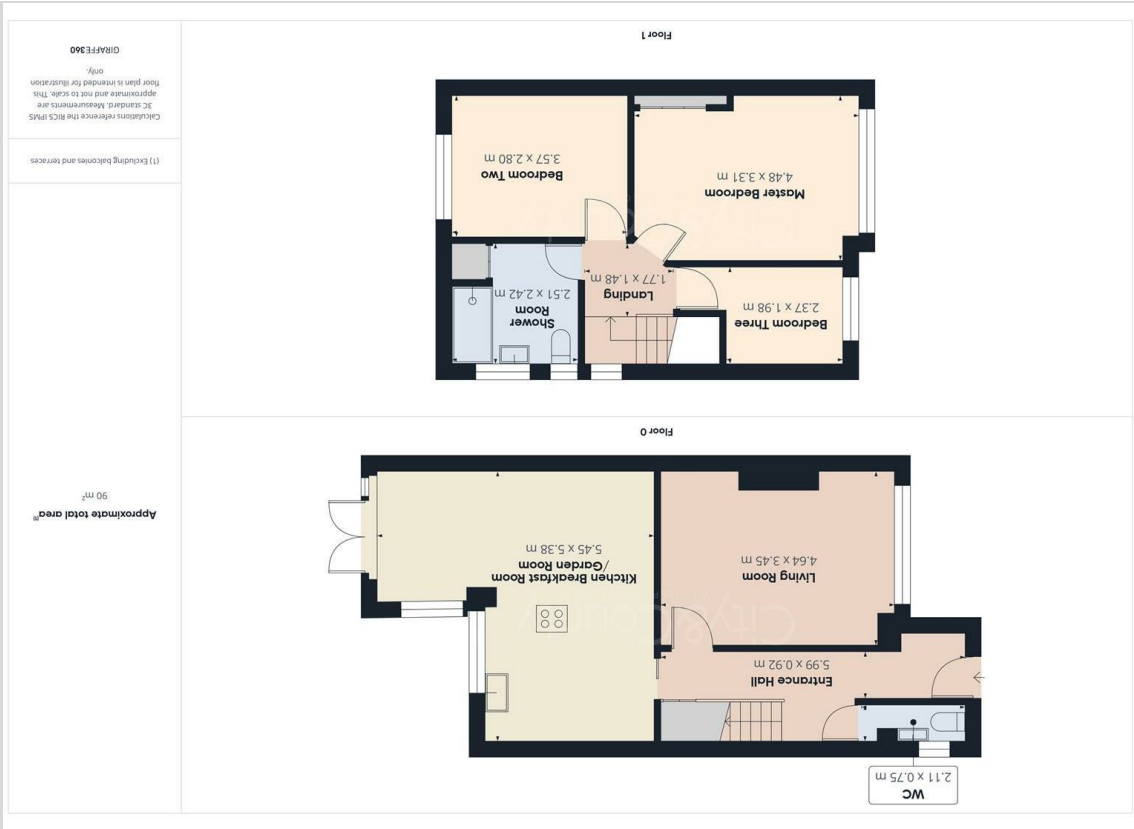 WC
2.11 x 0.75 m
Entrance Hall
5.99 x 0.92 m
Living Room
4.64 x 3.45 m
Kitchen Breakfast Room
/Garden Room
5.45 x 5.38 m
City&County
Floor 0
Approximate total area⁽¹⁾
90 m²
Bedroom Three
2.37 x 1.98 m
Landing
1.77 x 1.48 m
Shower
Room
2.51 x 2.42 m
Master Bedroom
4.48 x 3.31 m
Bedroom Two
3.57 x 2.80 m
Floor 1
(1) Excluding balconies and terraces
Calculations reference the RICS IPMS
3C standard. Measurements are
approximate and not to scale. This
floor plan is intended for illustration
only.
GIRAFFE360